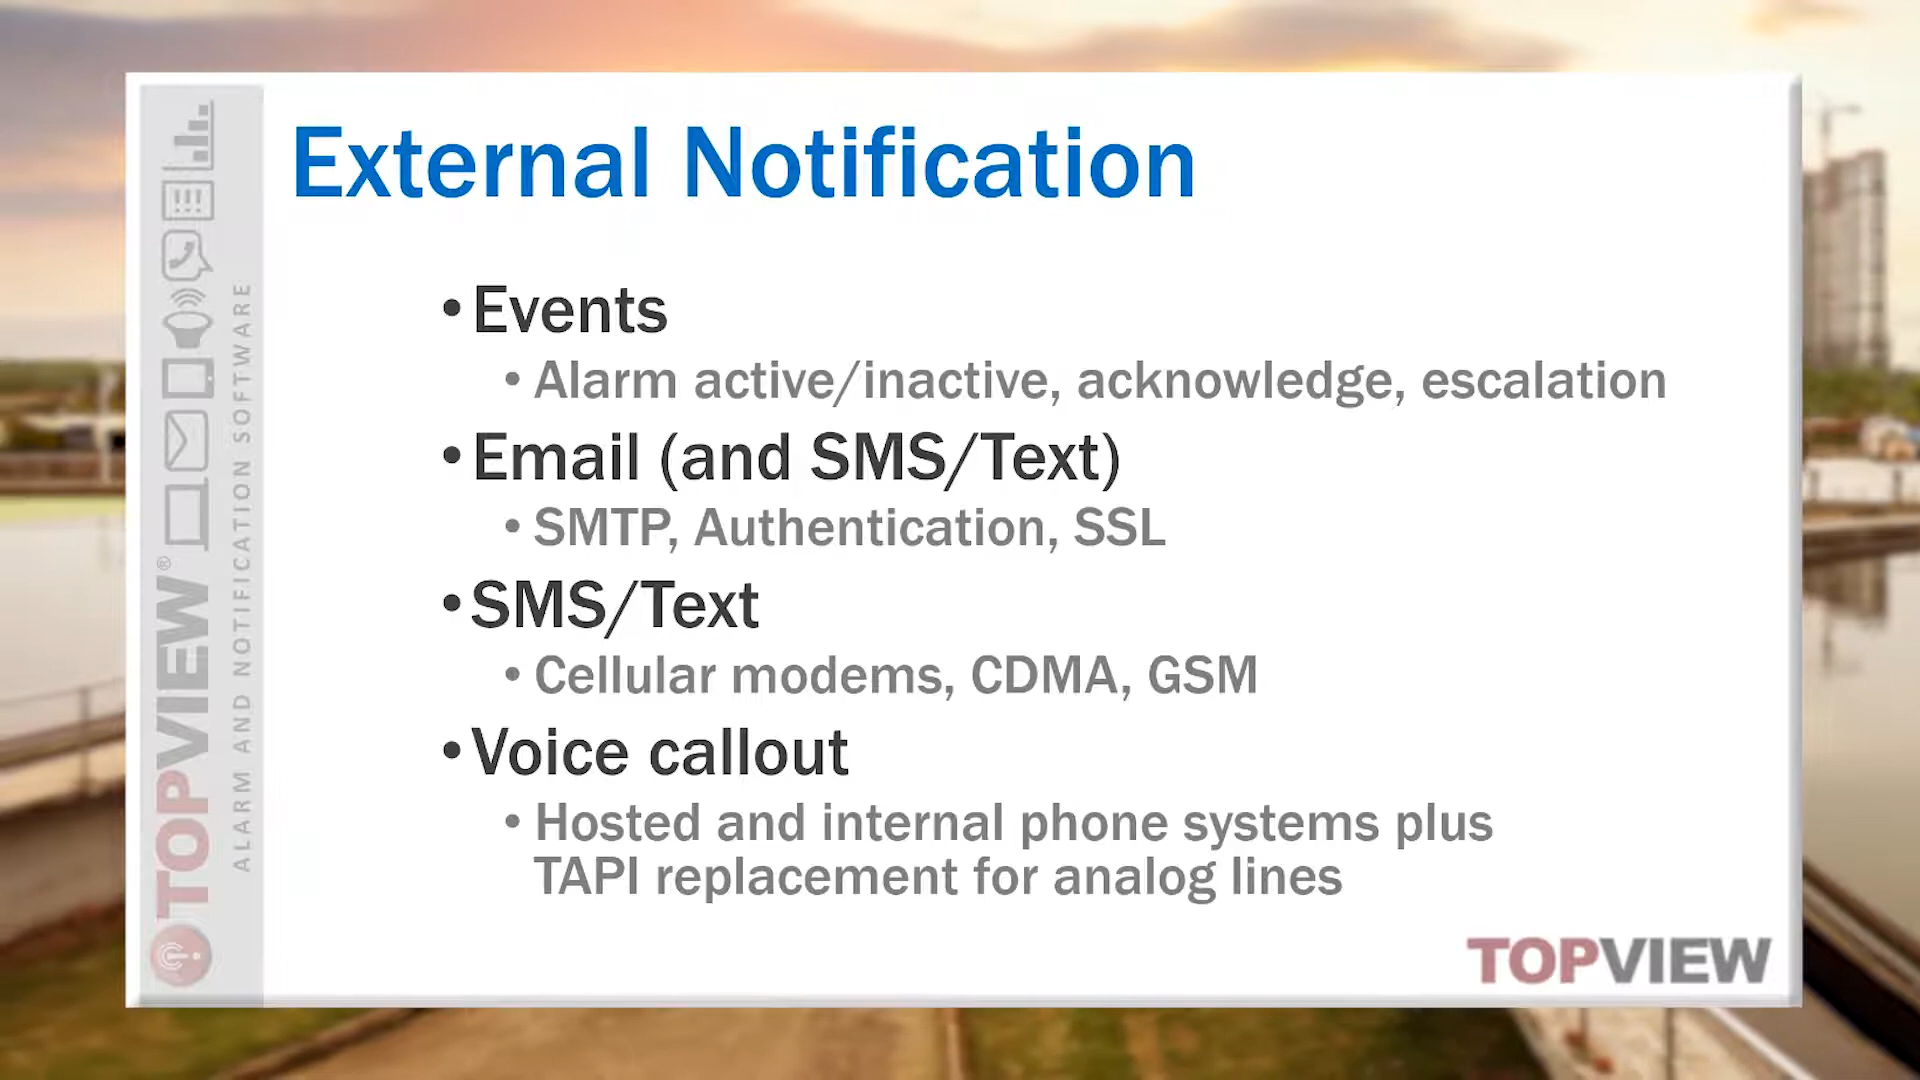 External Notification
•Events
•Alarm active/inactive, acknowledge, escalation
•Email (and SMS/Text)
•SMTP, Authentication, SSL
•SMS/Text
•Cellular modems, CDMA, GSM
•Voice callout
•Hosted and internal phone systems plus
TAPI replacement for analog lines
TOPVIEW®
ALARM AND NOTIFICATION SOFTWARE
TOPVIEW